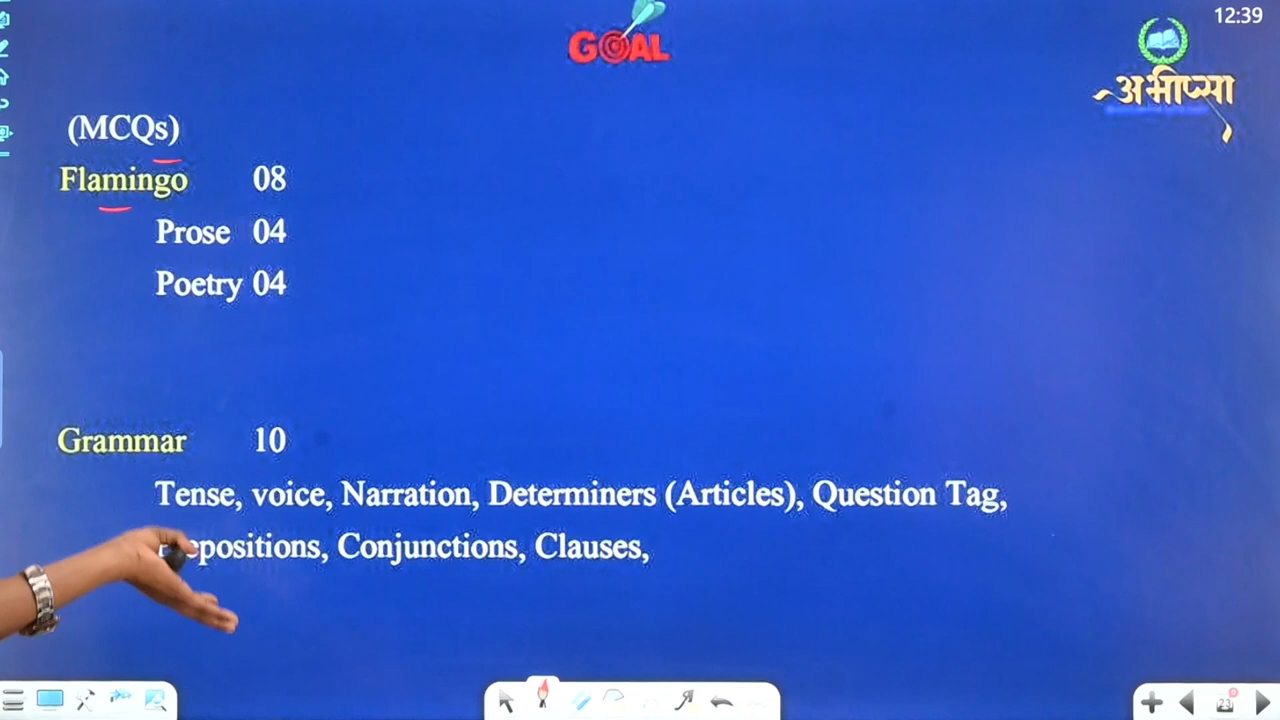 12:39
GOAL
अभीप्सा
(MCQs)
Flamingo 08
Prose 04
Poetry 04
Grammar 10
Tense, voice, Narration, Determiners (Articles), Question Tag,
Conjunctions, Clauses,
23